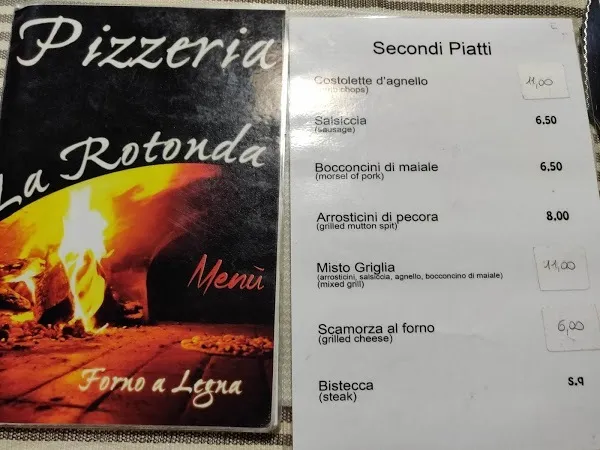 Pizzeria
La Rotonda
Menù
Forno a Legna
€
Secondi Piatti
Costolette d'agnello 11,00
chops)
Salsiccia 6.50
(sausage)
Bocconcini di maiale 6,50
(morsel of pork)
Arrosticini di pecora 8,00
(grilled mutton spit)
Misto Griglia 11,00
(arrosticini, salsiccia, agnello, bocconcino di maiale)
(mixed grill)
Scamorza al forno 6,00
(grilled cheese)
Bistecca s.q
(steak)